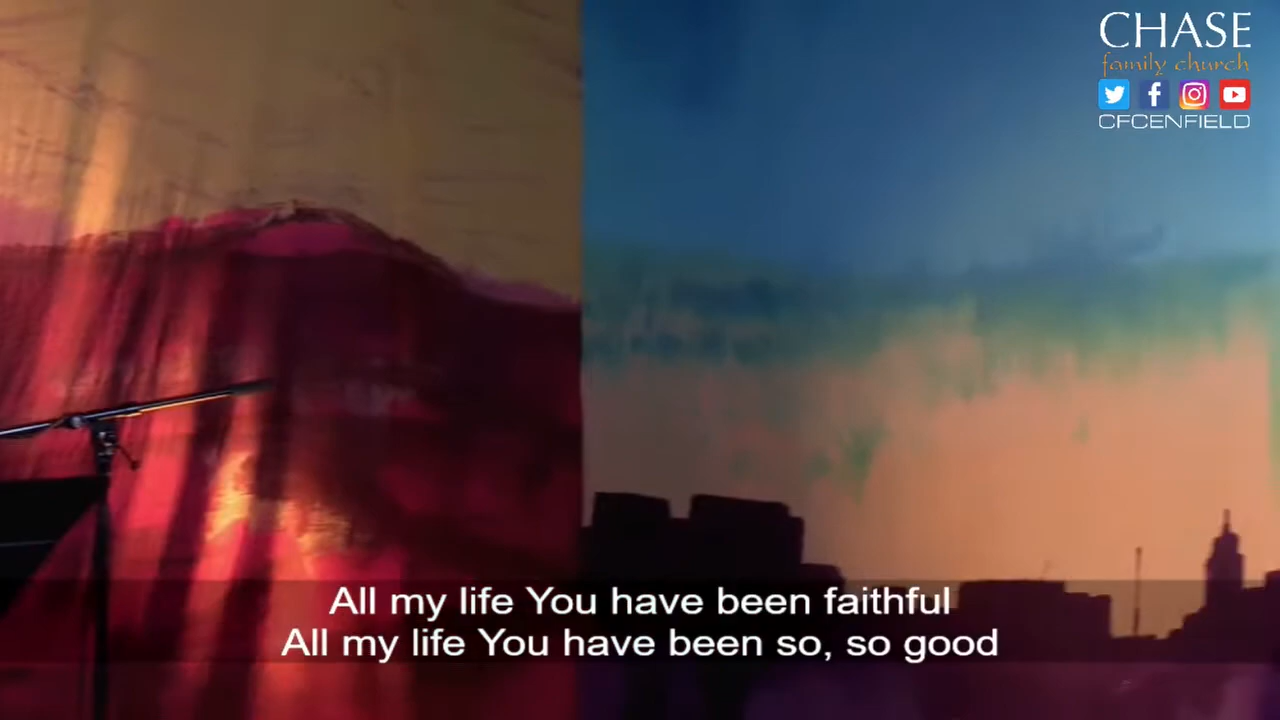 CHASE
family church
CFCENFIELD
All my life You have been faithful
All my life You have been so, so good